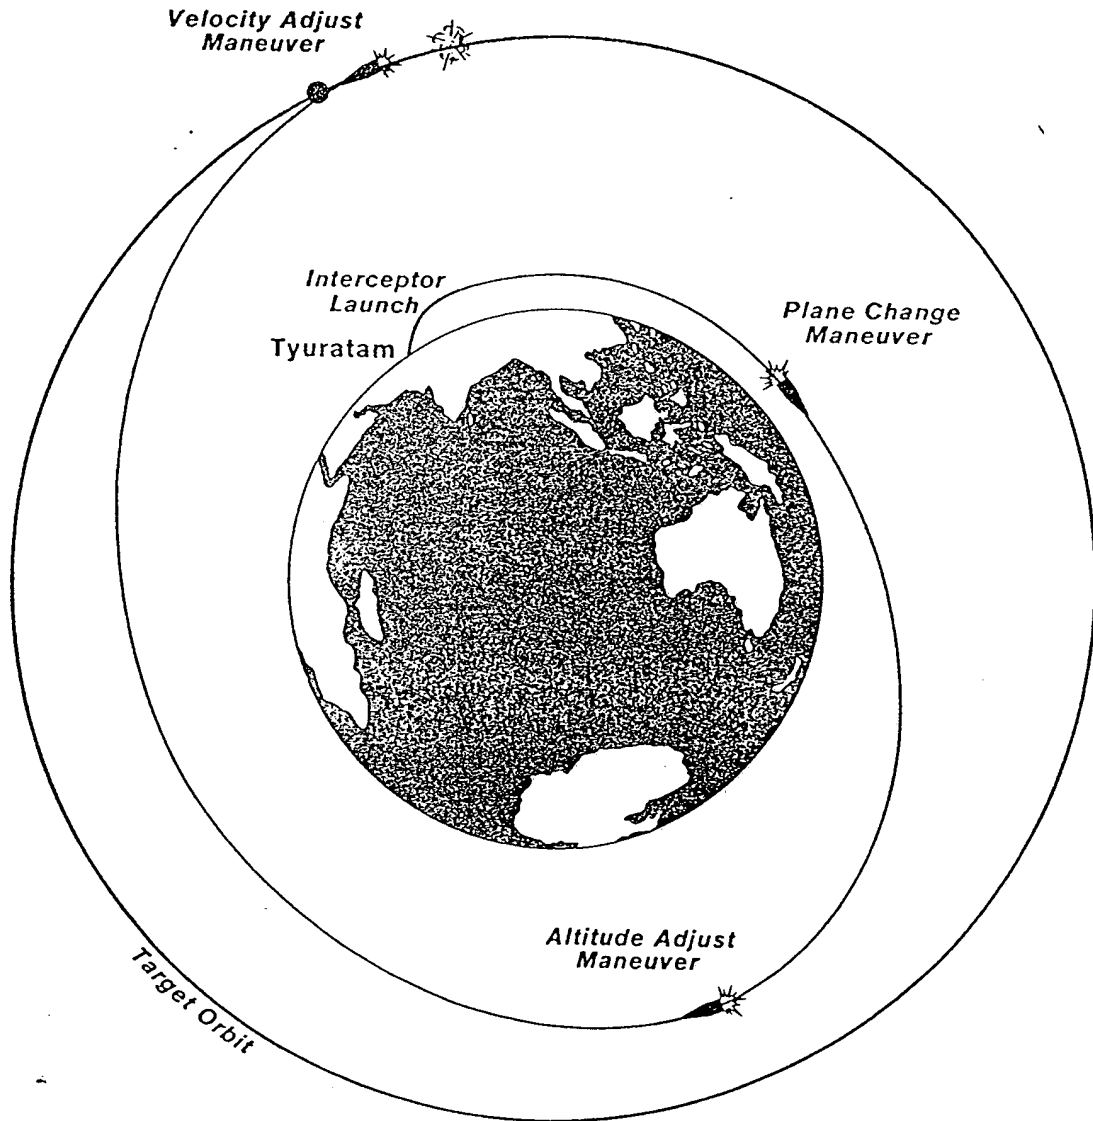 Velocity Adjust
Maneuver
Interceptor
Launch
Tyuratam
Plane Change
Maneuver
Altitude Adjust
Maneuver
Target Orbit